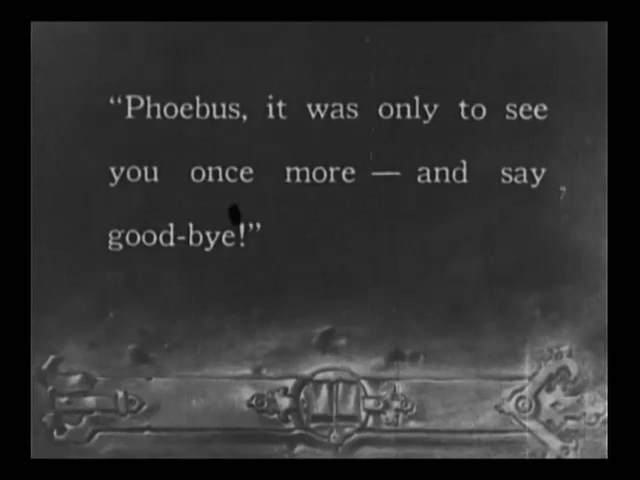 “Phoebus, it was only to see
you once more — and say
good-bye!”